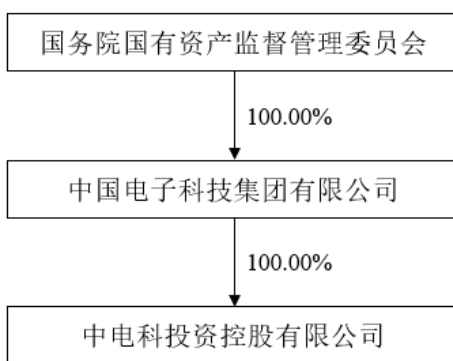 国务院国有资产监督管理委员会
100.00%
中国电子科技集团有限公司
100.00%
中电科投资控股有限公司